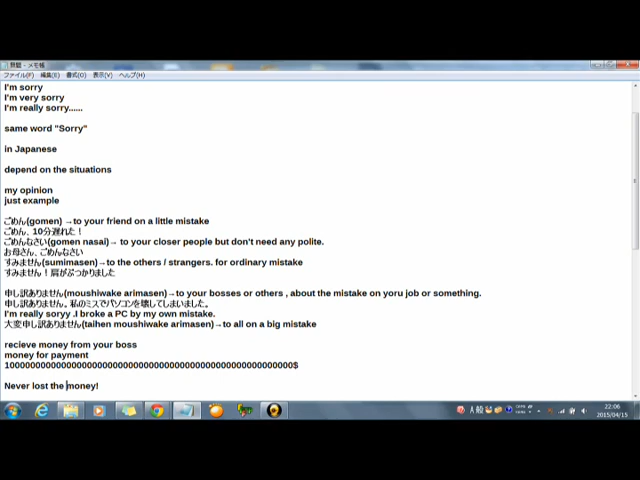 無題 - メモ帳
ファイル(F) 編集(E) 書式(O) 表示(V) ヘルプ(H)
I'm sorry
I'm very sorry
I'm really sorry......
same word "Sorry"
in Japanese
depend on the situations
my opinion
just example
ごめん(gomen) →to your friend on a little mistake
ごめん、10分遅れた！
ごめんなさい(gomen nasai)→ to your closer people but don't need any polite.
お母さん、ごめんなさい
すみません(sumimasen)→to the others / strangers. for ordinary mistake
すみません！肩がぶつかりました
申し訳ありません(moushiwake arimasen)→to your bosses or others , about the mistake on yoru job or something.
申し訳ありません。私のミスでパソコンを壊してしまいました。
I'm really soryy .I broke a PC by my own mistake.
大変申し訳ありません(taihen moushiwake arimasen)→to all on a big mistake
recieve money from your boss
money for payment
Never lost the money!
A 般
22:06
2015/04/15